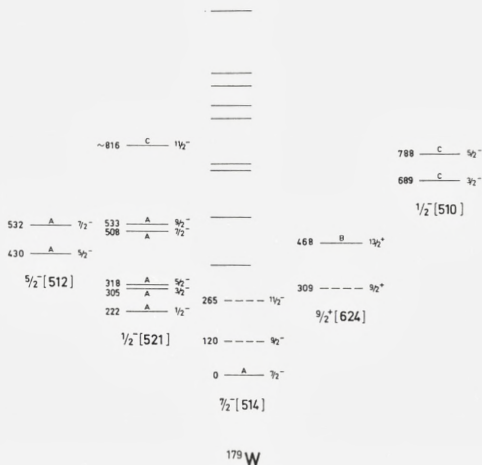 ~816 C 11/2⁻
788 C 5/2⁻
689 C 3/2⁻
1/2⁻[510]
532 A 7/2⁻
533 A 9/2⁻
508 A 7/2⁻
468 B 13/2⁺
430 A 5/2⁻
5/2⁻[512]
318 A 5/2⁻
305 A 3/2⁻
309 9/2⁺
265 11/2⁻
9/2⁺[624]
222 A 1/2⁻
1/2⁻[521]
120 9/2⁻
0 A 7/2⁻
7/2⁻[514]
¹⁷⁹W